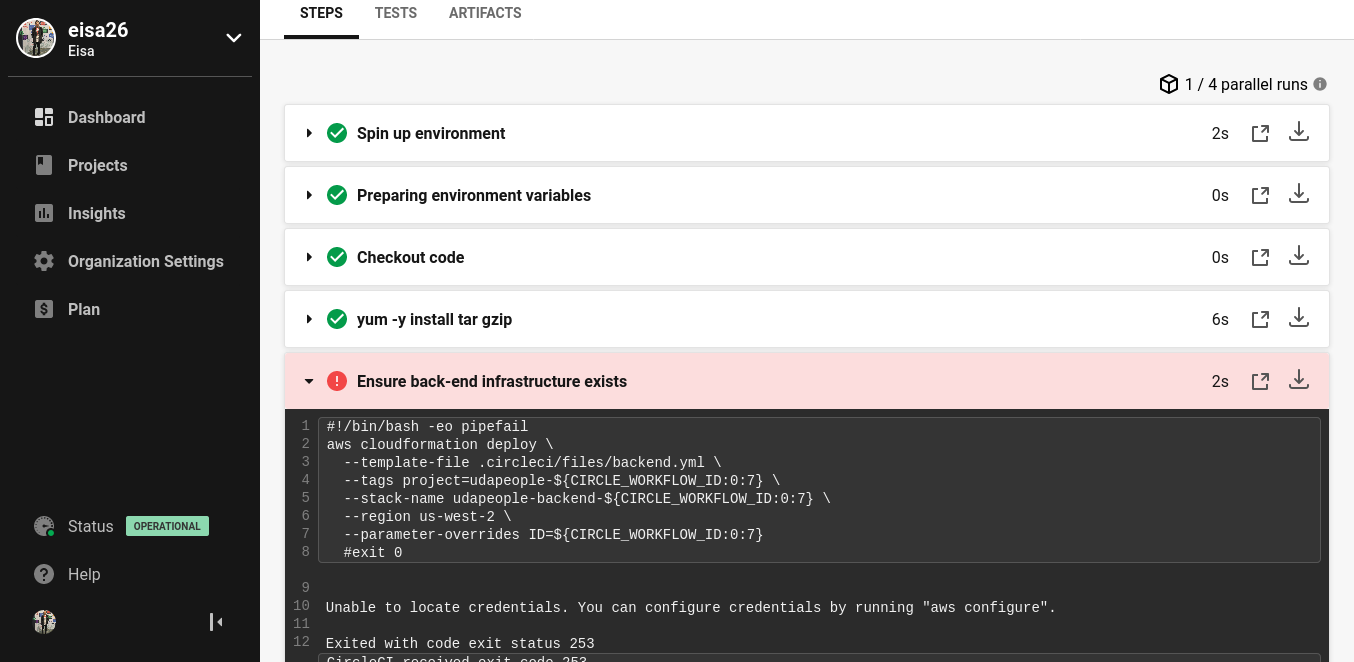 eisa26
Eisa
Dashboard
Projects
Insights
Organization Settings
Plan
Status OPERATIONAL
Help
STEPS TESTS ARTIFACTS
1 / 4 parallel runs
Spin up environment 2s
Preparing environment variables 0s
Checkout code 0s
yum -y install tar gzip 6s
Ensure back-end infrastructure exists 2s
1 #!/bin/bash -eo pipefail
2 aws cloudformation deploy \
3 --template-file .circleci/files/backend.yml \
4 --tags project=udapeople-${CIRCLE_WORKFLOW_ID:0:7} \
5 --stack-name udapeople-backend-${CIRCLE_WORKFLOW_ID:0:7} \
6 --region us-west-2 \
7 --parameter-overrides ID=${CIRCLE_WORKFLOW_ID:0:7}
8 #exit 0
9
10 Unable to locate credentials. You can configure credentials by running "aws configure".
11
12 Exited with code exit status 253
CircleCI received exit code 253